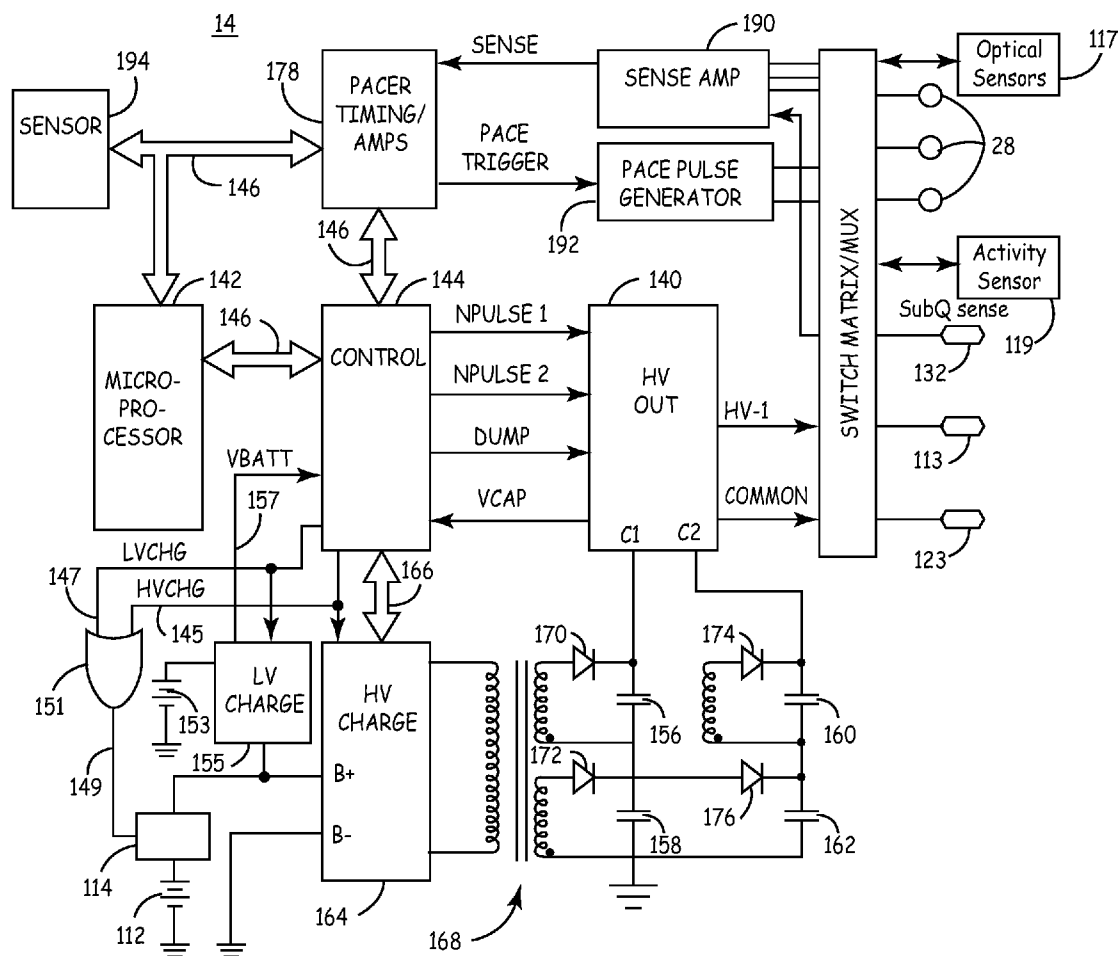 14
194
SENSOR
146
178
PACER
TIMING/
AMPS
SENSE
PACE
TRIGGER
190
SENSE AMP
PACE PULSE
GENERATOR
192
SWITCH MATRIX/MUX
Optical
Sensors
117
28
Activity
Sensor
119
SubQ sense
132
113
123
146
142
MICRO-
PRO-
CESSOR
146
144
CONTROL
NPULSE 1
NPULSE 2
DUMP
VCAP
140
HV
OUT
C1
C2
HV-1
COMMON
VBATT
157
LVCHG
147
HVCHG
145
166
151
149
153
LV
CHARGE
155
HV
CHARGE
B+
B-
164
114
112
168
170
172
174
176
156
158
160
162